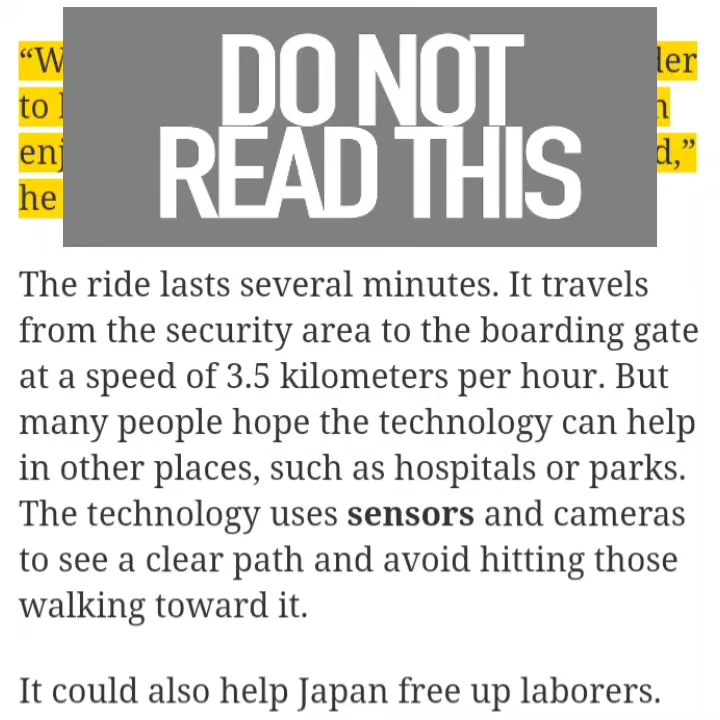 “W
DO NOT
ler
to
READ THIS
enj
d,”
he
The ride lasts several minutes. It travels
from the security area to the boarding gate
at a speed of 3.5 kilometers per hour. But
many people hope the technology can help
in other places, such as hospitals or parks.
The technology uses sensors and cameras
to see a clear path and avoid hitting those
walking toward it.
It could also help Japan free up laborers.